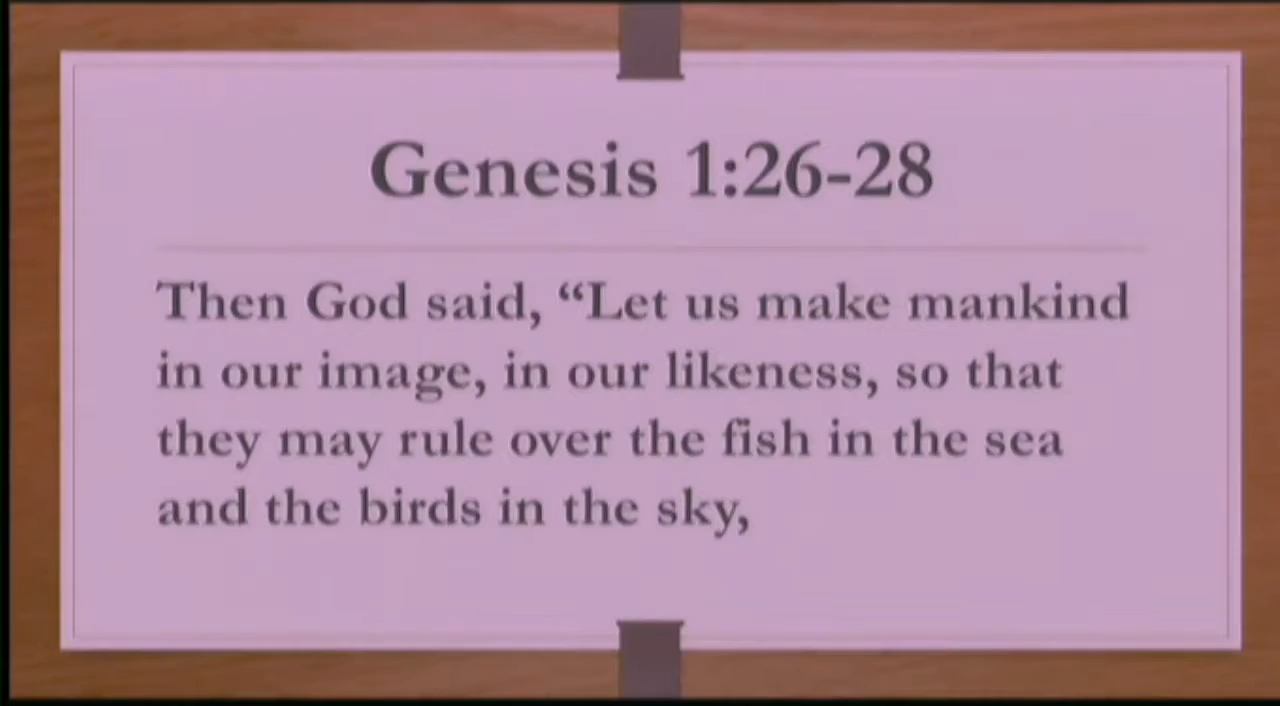 Genesis 1:26-28
Then God said, “Let us make mankind
in our image, in our likeness, so that
they may rule over the fish in the sea
and the birds in the sky,